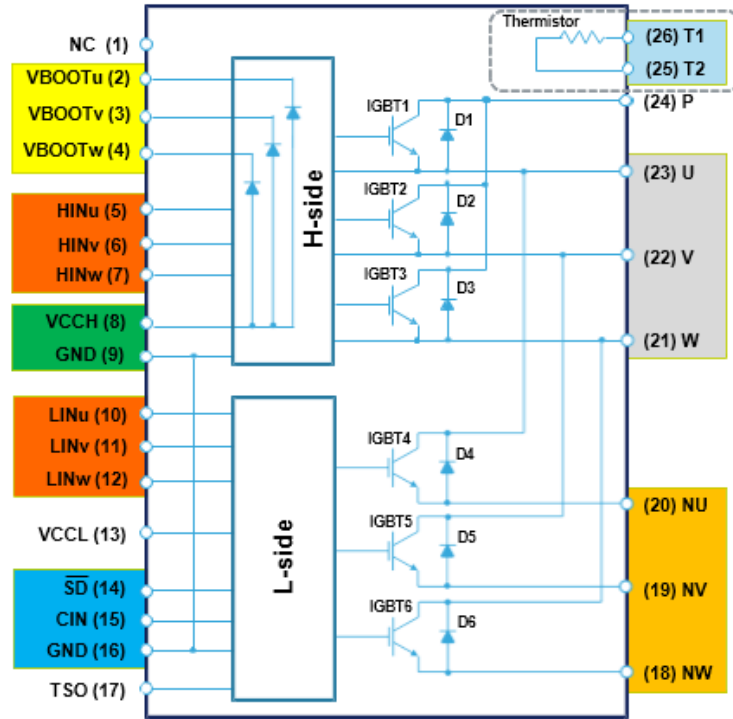 Thermistor
NC (1)
VBOOTu (2)
VBOOTv (3)
VBOOTw (4)
HINu (5)
HINv (6)
HINw (7)
VCCH (8)
GND (9)
LINu (10)
LINv (11)
LINw (12)
VCCL (13)
SD (14)
CIN (15)
GND (16)
TSO (17)
H-side
L-side
IGBT1
D1
IGBT2
D2
IGBT3
D3
IGBT4
D4
IGBT5
D5
IGBT6
D6
(26) T1
(25) T2
(24) P
(23) U
(22) V
(21) W
(20) NU
(19) NV
(18) NW